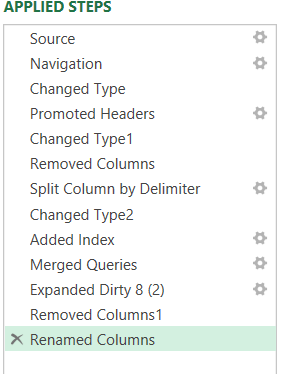 APPLIED STEPS
Source
Navigation
Changed Type
Promoted Headers
Changed Type1
Removed Columns
Split Column by Delimiter
Changed Type2
Added Index
Merged Queries
Expanded Dirty 8 (2)
Removed Columns1
Renamed Columns